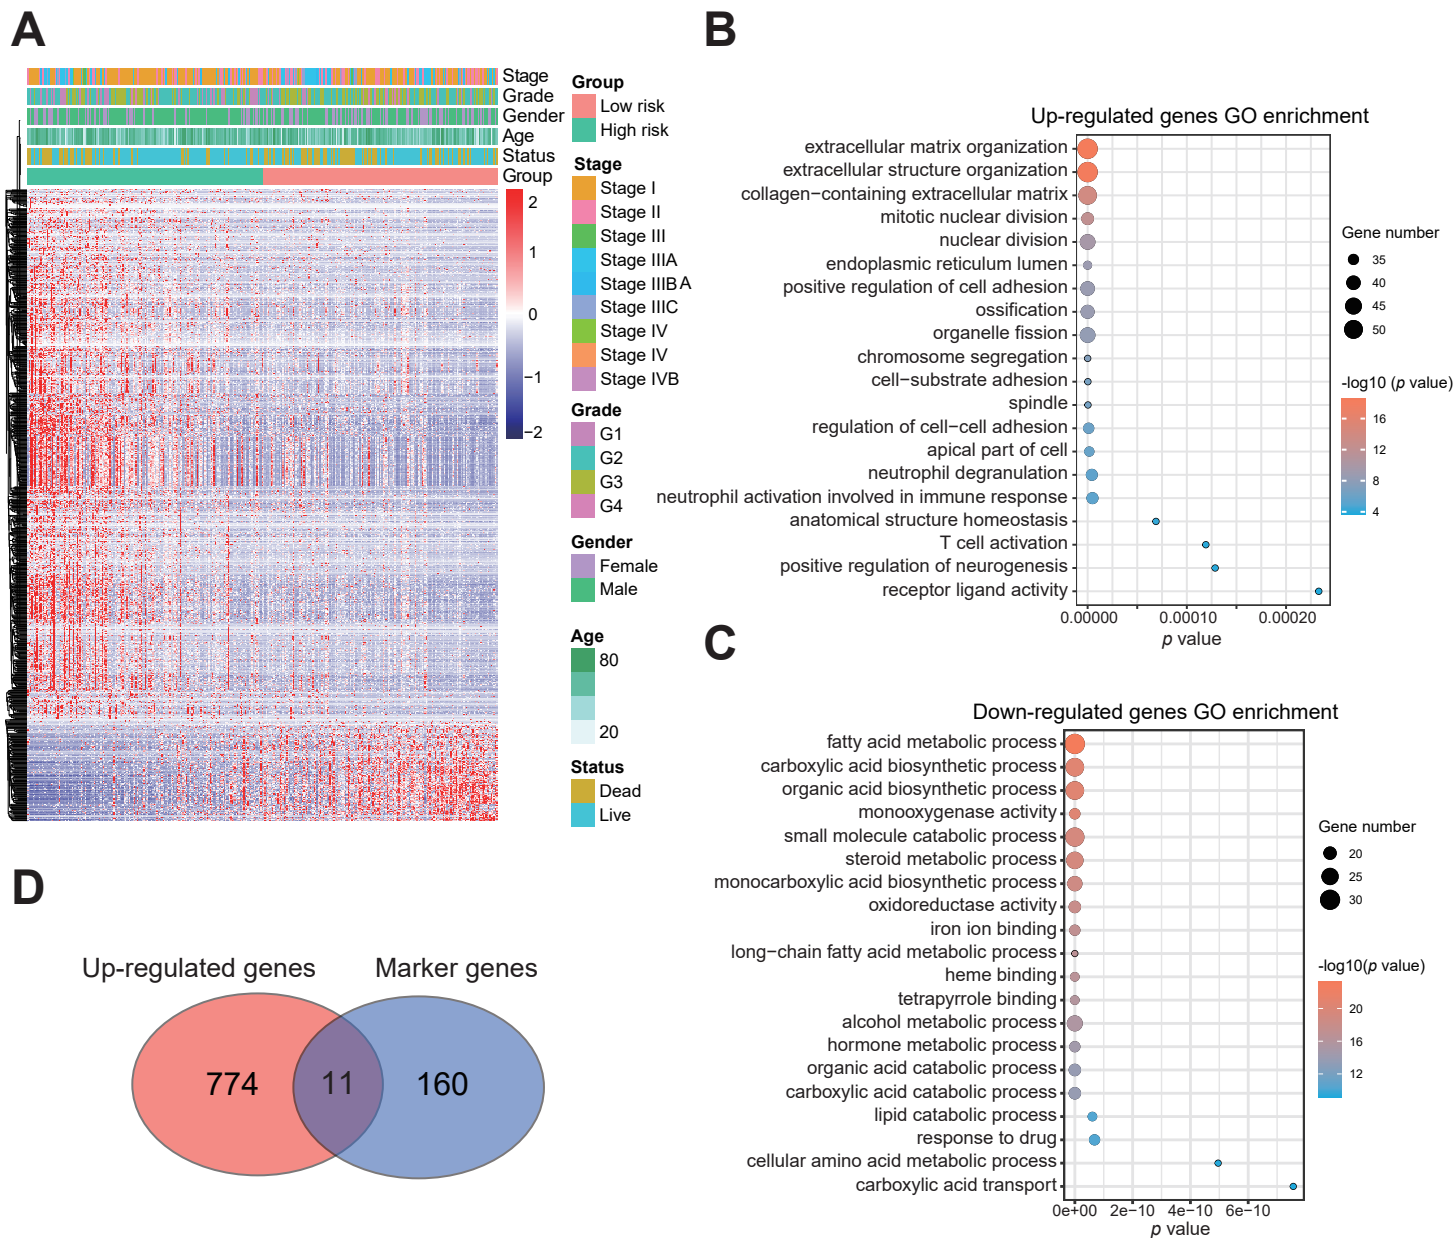 A
Stage
Grade
Gender
Age
Status
Group
2
1
0
−1
−2
Group
Low risk
High risk
Stage
Stage I
Stage II
Stage III
Stage IIIA
Stage IIIB A
Stage IIIC
Stage IV
Stage IV
Stage IVB
Grade
G1
G2
G3
G4
Gender
Female
Male
Age
80
20
Status
Dead
Live
B
Up-regulated genes GO enrichment
extracellular matrix organization
extracellular structure organization
collagen−containing extracellular matrix
mitotic nuclear division
nuclear division
endoplasmic reticulum lumen
positive regulation of cell adhesion
ossification
organelle fission
chromosome segregation
cell−substrate adhesion
spindle
regulation of cell−cell adhesion
apical part of cell
neutrophil degranulation
neutrophil activation involved in immune response
anatomical structure homeostasis
T cell activation
positive regulation of neurogenesis
receptor ligand activity
0.00000 0.00010 0.00020
p value
Gene number
35
40
45
50
-log10 (p value)
16
12
8
4
C
Down-regulated genes GO enrichment
fatty acid metabolic process
carboxylic acid biosynthetic process
organic acid biosynthetic process
monooxygenase activity
small molecule catabolic process
steroid metabolic process
monocarboxylic acid biosynthetic process
oxidoreductase activity
iron ion binding
long−chain fatty acid metabolic process
heme binding
tetrapyrrole binding
alcohol metabolic process
hormone metabolic process
organic acid catabolic process
carboxylic acid catabolic process
lipid catabolic process
response to drug
cellular amino acid metabolic process
carboxylic acid transport
0e+00 2e−10 4e−10 6e−10
p value
Gene number
20
25
30
-log10(p value)
20
16
12
D
Up-regulated genes Marker genes
774 11 160